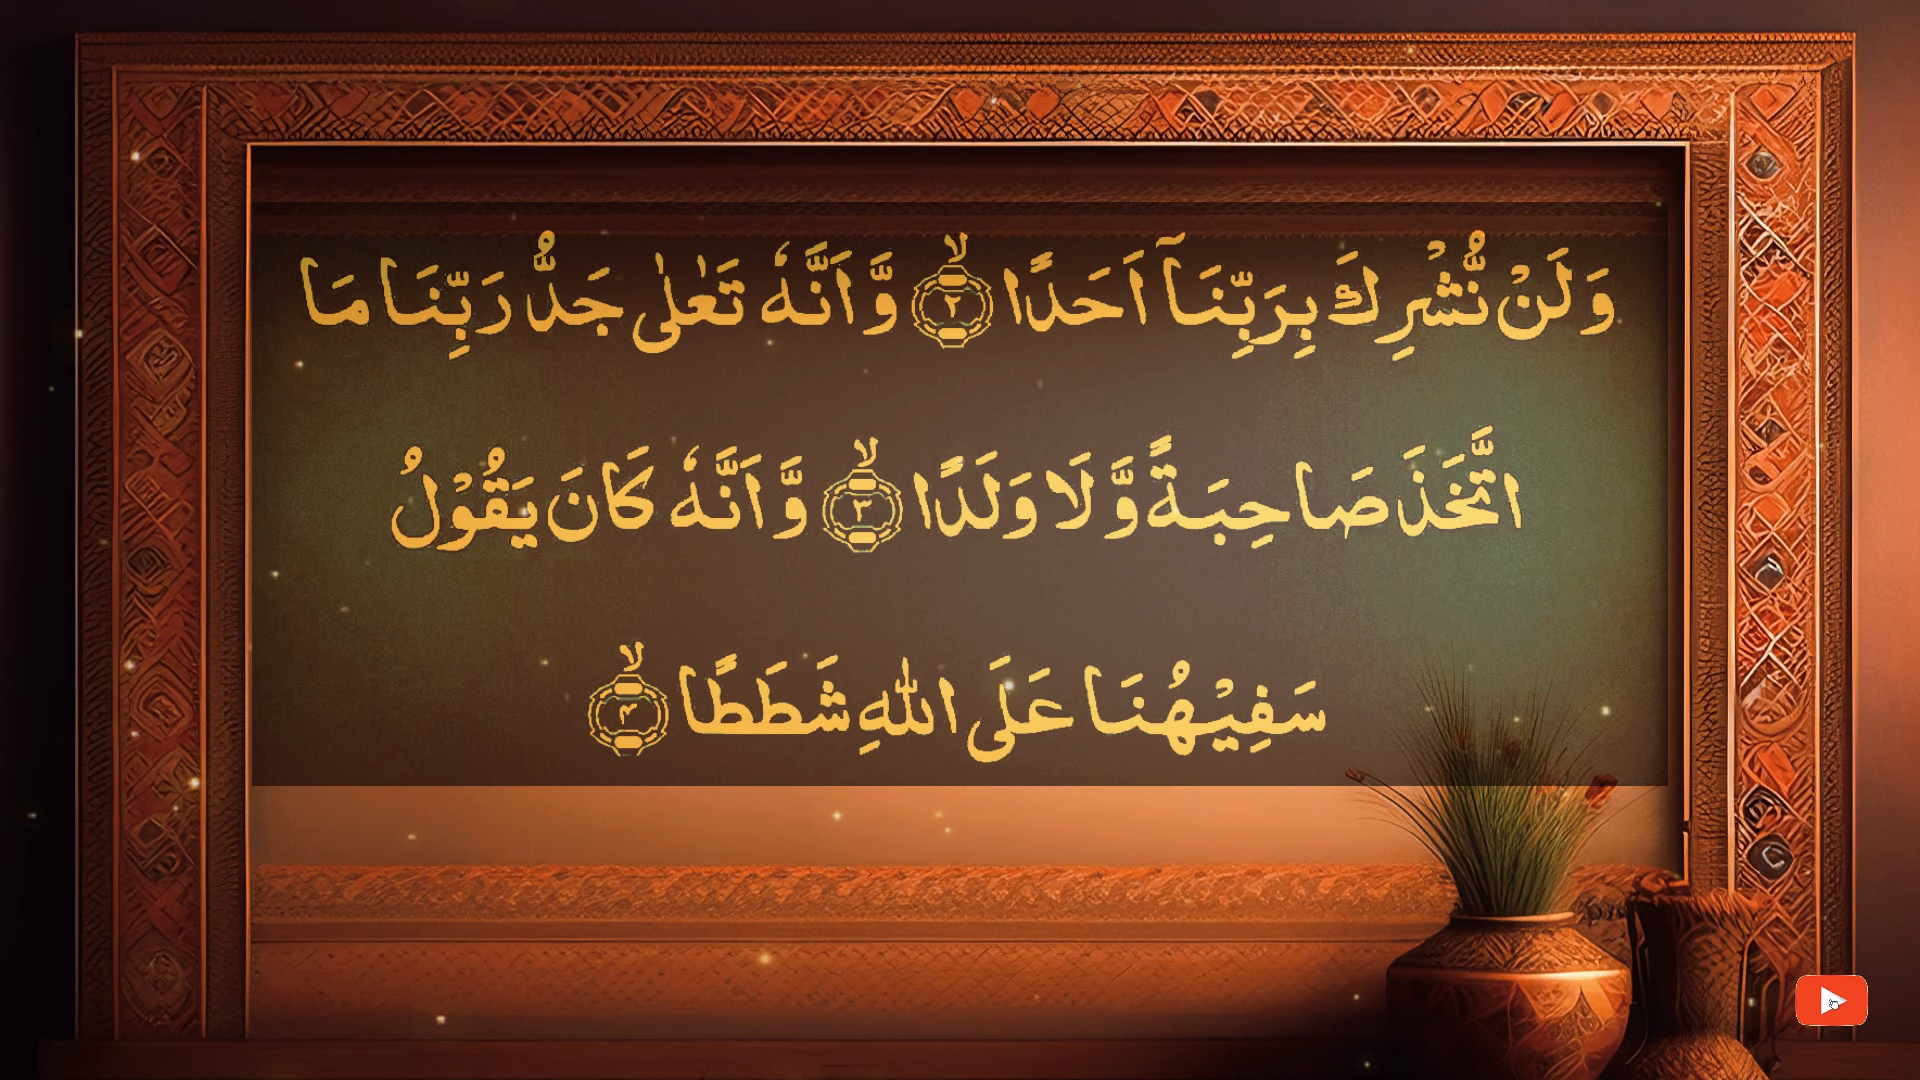 وَلَنْ نُّشْرِكَ بِرَبِّنَآ اَحَدًا ۙ‏﴿۲﴾ وَّاَنَّهٗ تَعٰلٰى جَدُّ رَبِّنَا مَا
اتَّخَذَ صَاحِبَةً وَّلَا وَلَدًا ۙ‏﴿۳﴾ وَّاَنَّهٗ كَانَ يَقُوْلُ
سَفِيْهُنَا عَلَى اللّٰهِ شَطَطًا ۙ‏﴿۴﴾